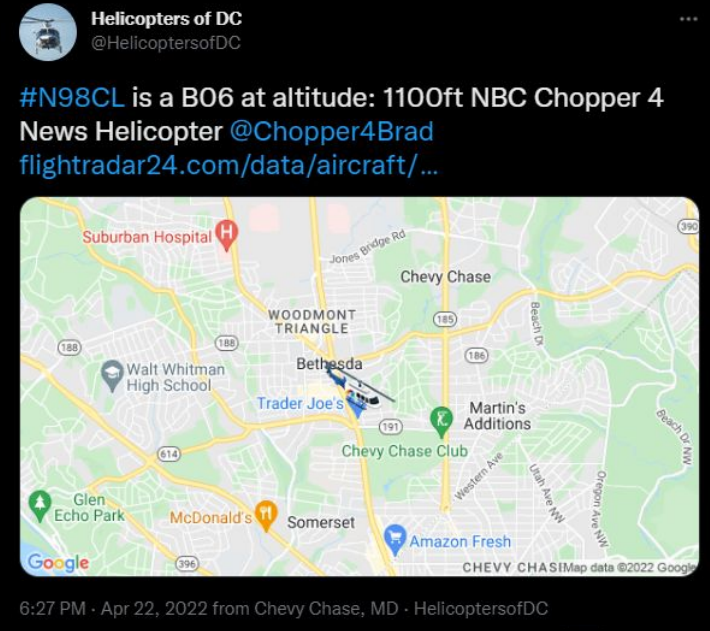 Helicopters of DC
@HelicoptersofDC
#N98CL is a B06 at altitude: 1100ft NBC Chopper 4
News Helicopter @Chopper4Brad
flightradar24.com/data/aircraft/...
390
Suburban Hospital
H
Jones Bridge Rd
Chevy Chase
WOODMONT
TRIANGLE
185
Beach Dr
188
188
186
Bethesda
Walt Whitman
High School
Trader Joe's
Martin's
Additions
191
Beach Dr NW
Chevy Chase Club
614
Western Ave
Utah Ave NW
Oregon Ave NW
Glen
Echo Park
McDonald's
Somerset
Amazon Fresh
Google
396
CHEVY CHAS
Map data ©2022 Google
6:27 PM · Apr 22, 2022 from Chevy Chase, MD · HelicoptersofDC